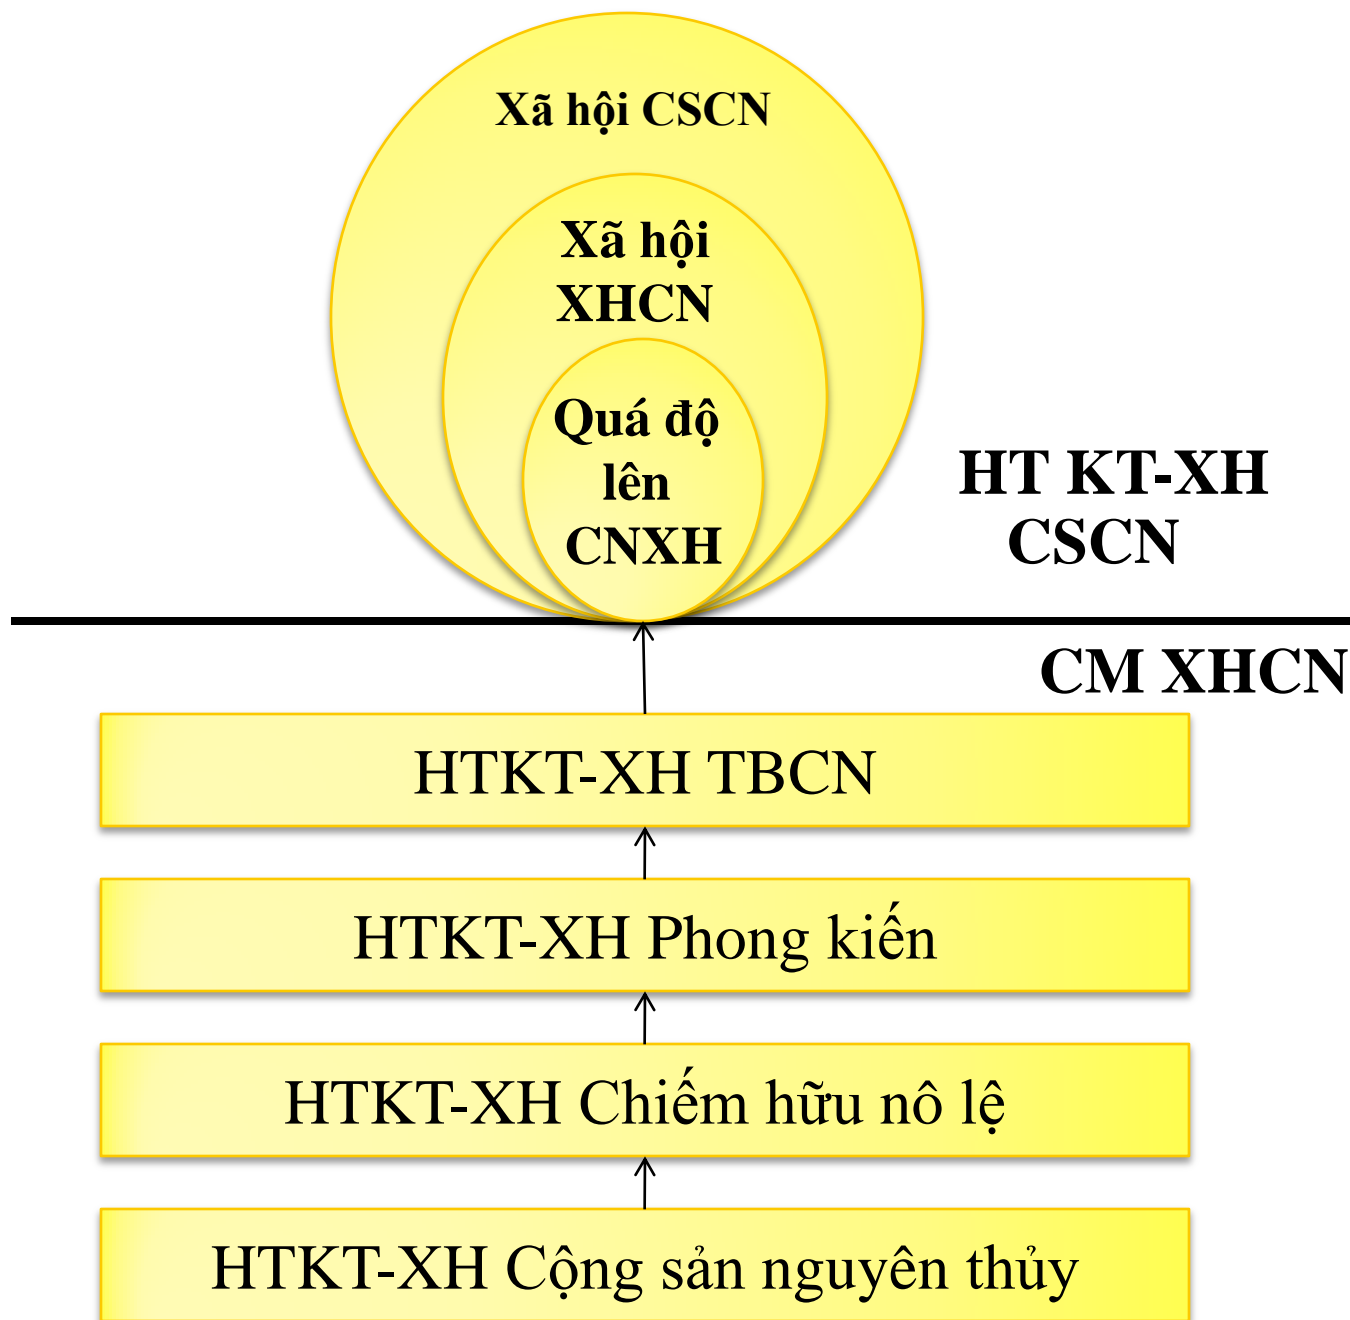 Xã hội CSCN
Xã hội
XHCN
Quá độ
lên
CNXH
HT KT-XH
CSCN
CM XHCN
HTKT-XH TBCN
HTKT-XH Phong kiến
HTKT-XH Chiếm hữu nô lệ
HTKT-XH Cộng sản nguyên thủy